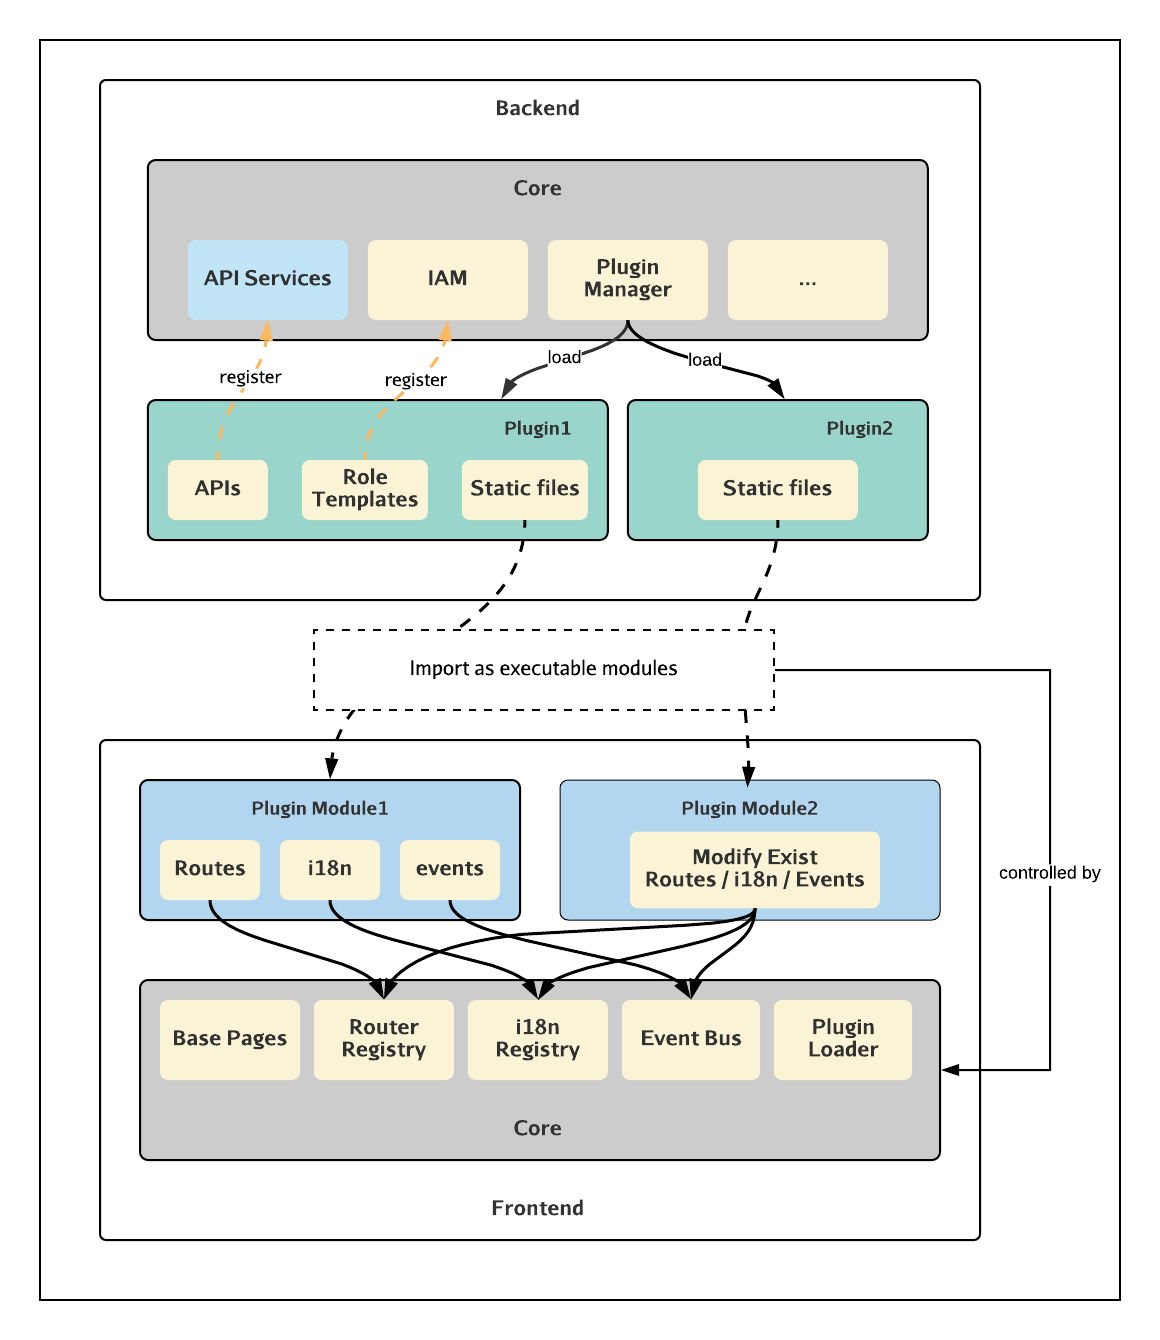 Backend
Core
API Services
IAM
Plugin
Manager
...
load
load
register
register
Plugin1
Plugin2
APIs
Role
Templates
Static files
Static files
Import as executable modules
controlled by
Plugin Module1
Plugin Module2
Routes
i18n
events
Modify Exist
Routes / i18n / Events
Base Pages
Router
Registry
i18n
Registry
Event Bus
Plugin
Loader
Core
Frontend